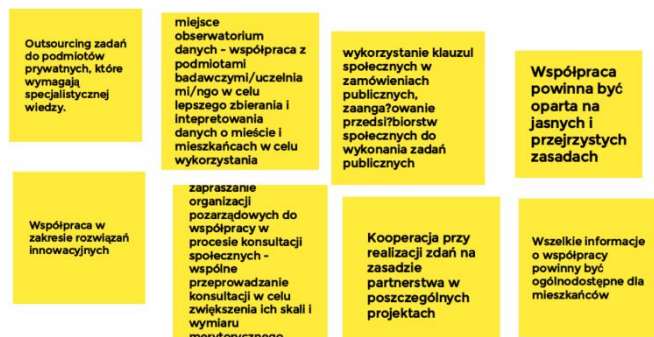 Outsourcing zadań
do podmiotów
prywatnych, które
wymagają
specjalistycznej
wiedzy.
miejsce
obserwatorium
danych - współpraca z
podmiotami
badawczymi/uczelnia
mi/ngo w celu
lepszego zbierania i
intepretowania
danych o mieście i
mieszkańcach w celu
wykorzystania
wykorzystanie klauzul
społecznych w
zamówieniach
publicznych,
zaanga?owanie
przedsi?biorstw
społecznych do
wykonania zadań
publicznych
Współpraca
powinna być
oparta na
jasnych i
przejrzystych
zasadach
Współpraca w
zakresie rozwiązań
innowacyjnych
zapraszanie
organizacji
pozarządowych do
współpracy w
procesie konsultacji
społecznych -
wspólne
przeprowadzanie
konsultacji w celu
zwiększenia ich skali i
wymiaru
merytorycznego
Kooperacja przy
realizacji zdań na
zasadzie
partnerstwa w
poszczególnych
projektach
Wszelkie informacje
o współpracy
powinny być
ogólnodostępne dla
mieszkańców